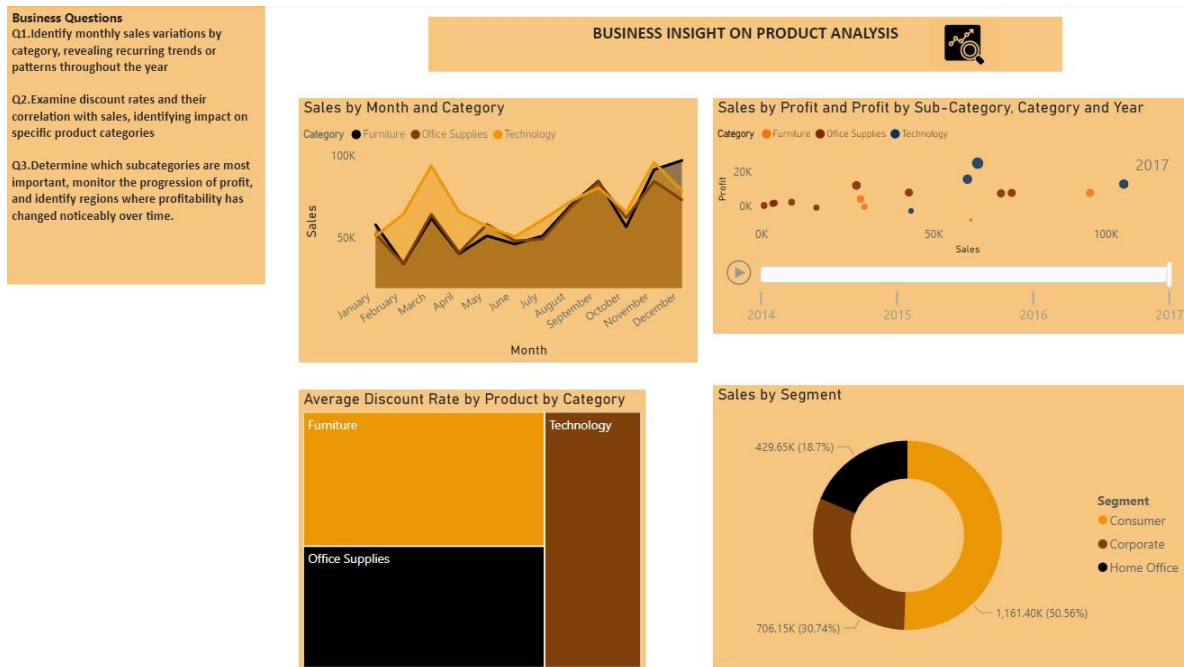 Business Questions
Q1.Identify monthly sales variations by
category, revealing recurring trends or
patterns throughout the year
Q2.Examine discount rates and their
correlation with sales, identifying impact on
specific product categories
Q3.Determine which subcategories are most
important, monitor the progression of profit,
and identify regions where profitability has
changed noticeably over time.
BUSINESS INSIGHT ON PRODUCT ANALYSIS
Sales by Month and Category
Category Furniture Office Supplies Technology
100K
50K
Sales
January
February
March
April
May
June
July
August
September
October
November
December
Month
Sales by Profit and Profit by Sub-Category, Category and Year
Category Furniture Office Supplies Technology
2017
20K
0K
Profit
0K 50K 100K
Sales
2014 2015 2016 2017
Average Discount Rate by Product by Category
Furniture
Technology
Office Supplies
Sales by Segment
429.65K (18.7%)
706.15K (30.74%)
1,161.40K (50.56%)
Segment
Consumer
Corporate
Home Office